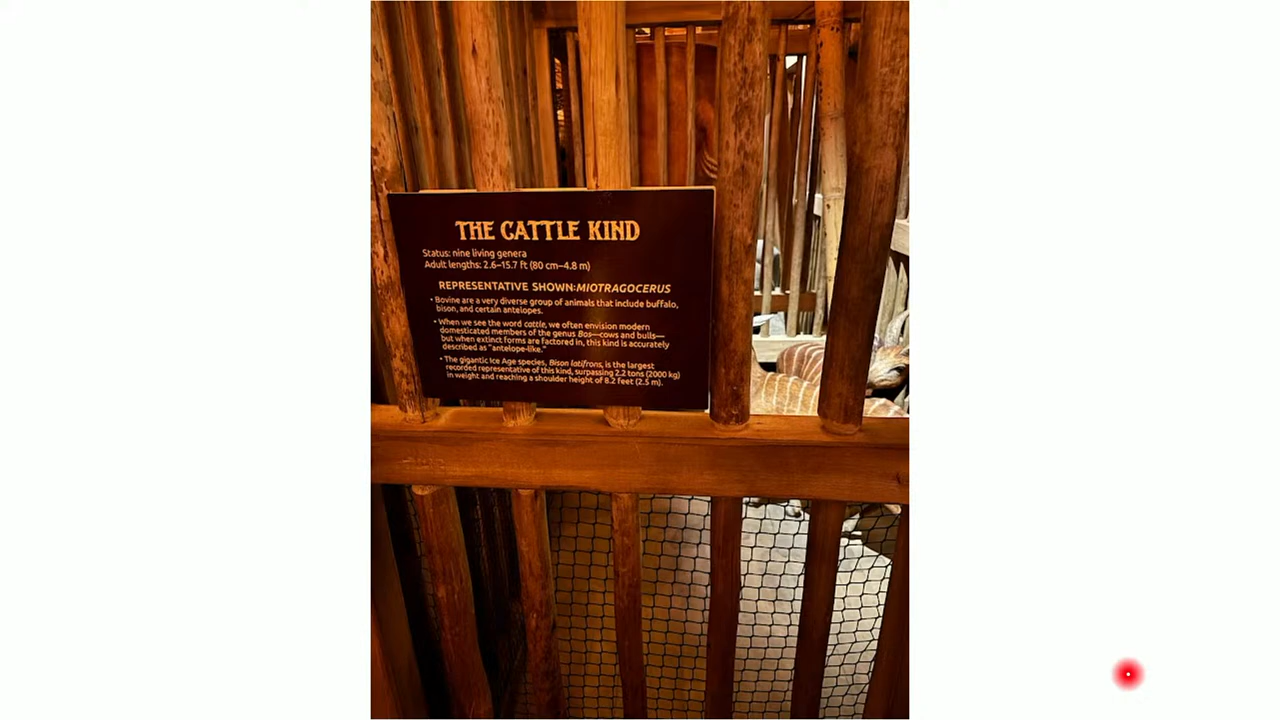 THE CATTLE KIND
Status: nine living genera
Adult lengths: 2.6–15.7 ft (80 cm–4.8 m)
REPRESENTATIVE SHOWN: MIOTRAGOCERUS
• Bovine are a very diverse group of animals that include buffalo,
bison, and certain antelopes.
• When we see the word cattle, we often envision modern
domesticated members of the genus Bos—cows and bulls—
but when extinct forms are factored in, this kind is accurately
described as "antelope-like."
• The gigantic Ice Age species, Bison latifrons, is the largest
recorded representative of this kind, surpassing 2.2 tons (2000 kg)
in weight and reaching a shoulder height of 8.2 feet (2.5 m).